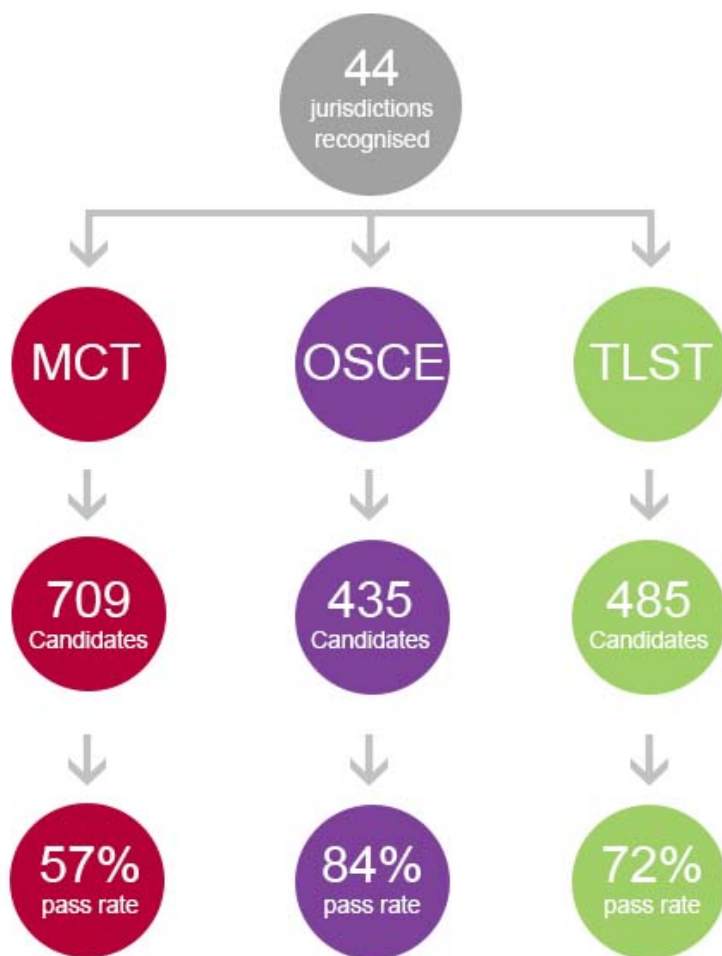 44
jurisdictions
recognised
MCT
OSCE
TLST
709
Candidates
435
Candidates
485
Candidates
57%
pass rate
84%
pass rate
72%
pass rate